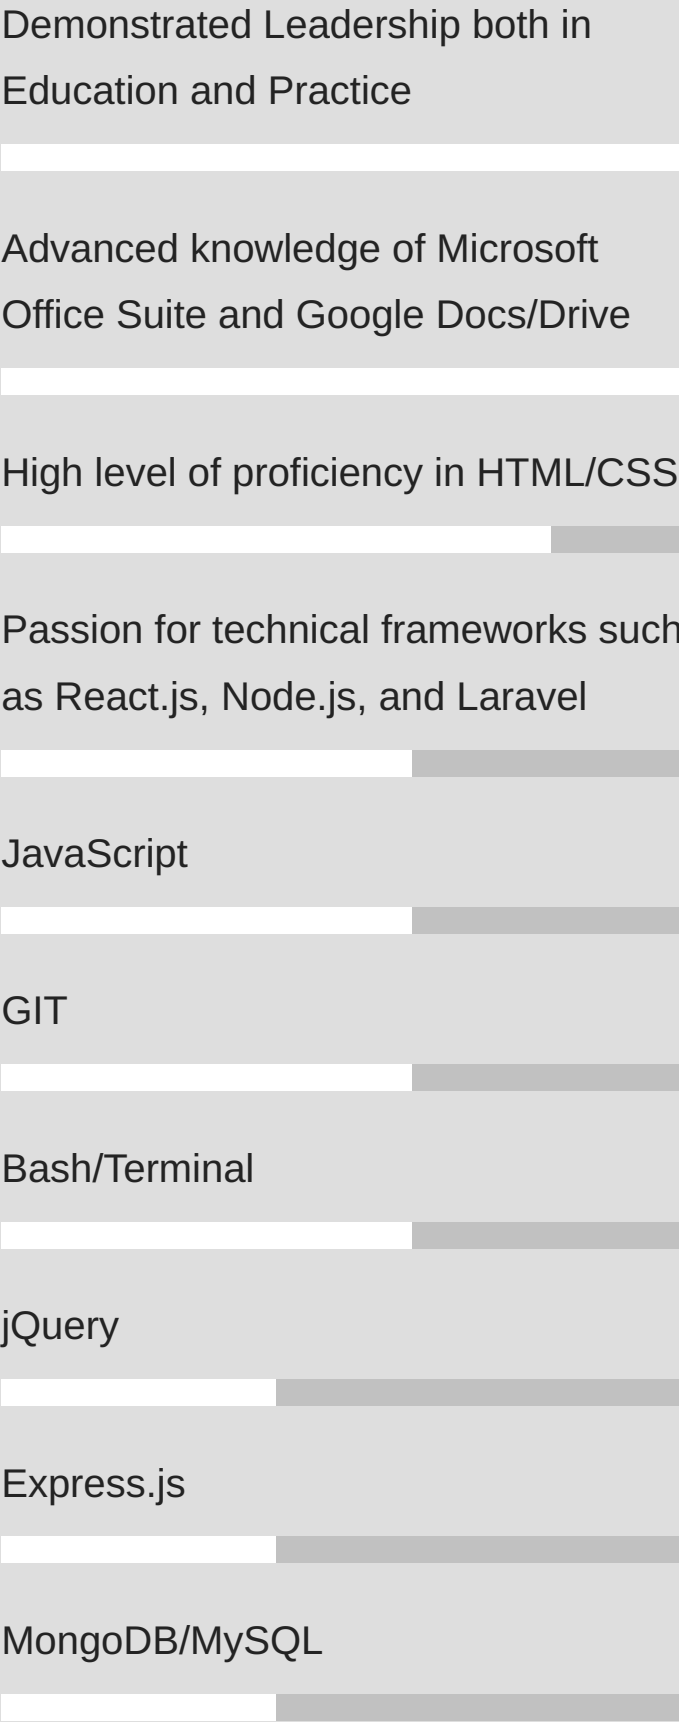 Demonstrated Leadership both in
Education and Practice
Advanced knowledge of Microsoft
Office Suite and Google Docs/Drive
High level of proficiency in HTML/CSS
Passion for technical frameworks such
as React.js, Node.js, and Laravel
JavaScript
GIT
Bash/Terminal
jQuery
Express.js
MongoDB/MySQL